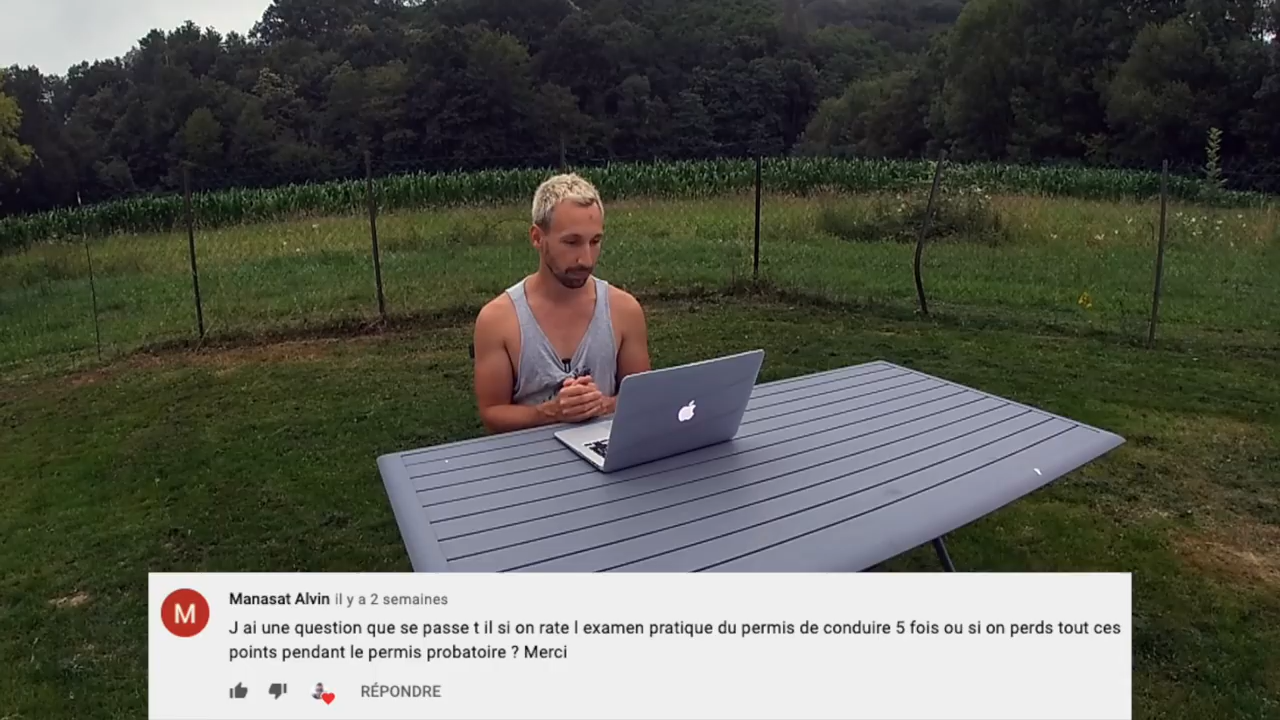 M
Manasat Alvin il y a 2 semaines
J ai une question que se passe t il si on rate l examen pratique du permis de conduire 5 fois ou si on perds tout ces
points pendant le permis probatoire ? Merci
RÉPONDRE